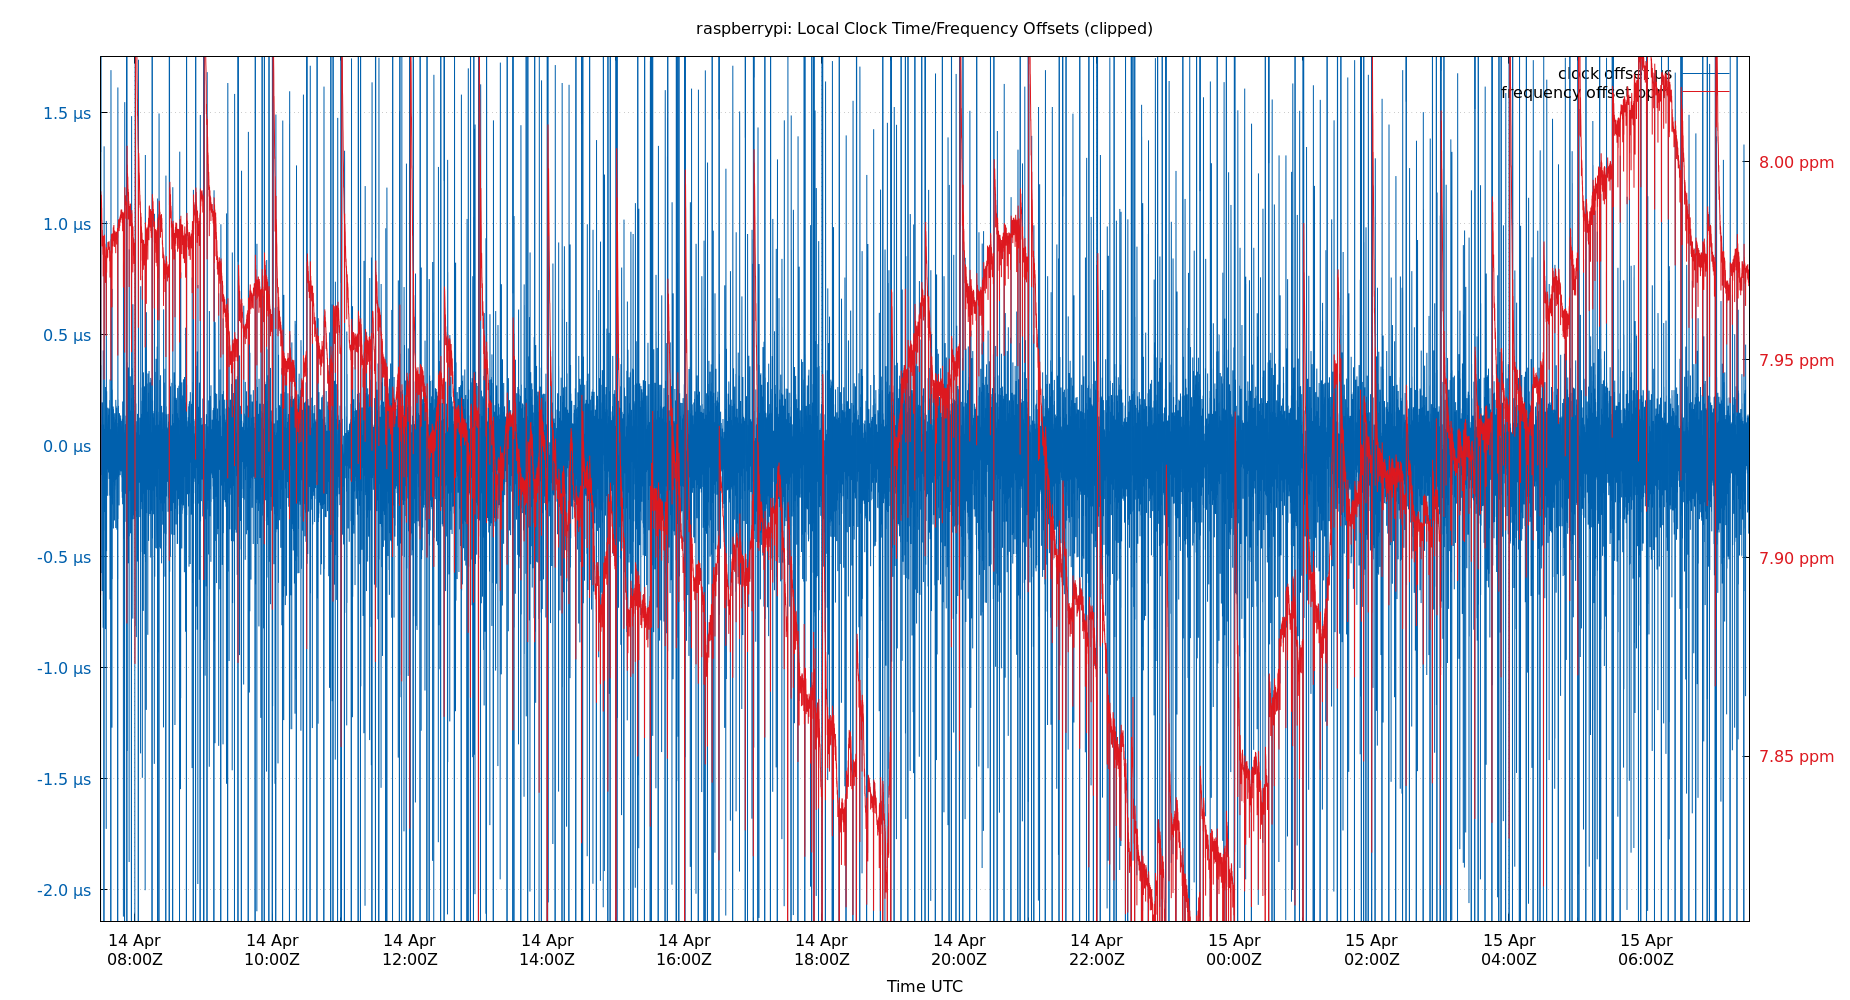 raspberrypi: Local Clock Time/Frequency Offsets (clipped)
clock offset us
frequency offset ppm
1.5 µs
1.0 µs
0.5 µs
0.0 µs
-0.5 µs
-1.0 µs
-1.5 µs
-2.0 µs
8.00 ppm
7.95 ppm
7.90 ppm
7.85 ppm
14 Apr 14 Apr 14 Apr 14 Apr 14 Apr 14 Apr 14 Apr 14 Apr 15 Apr 15 Apr 15 Apr 15 Apr
08:00Z 10:00Z 12:00Z 14:00Z 16:00Z 18:00Z 20:00Z 22:00Z 00:00Z 02:00Z 04:00Z 06:00Z
Time UTC